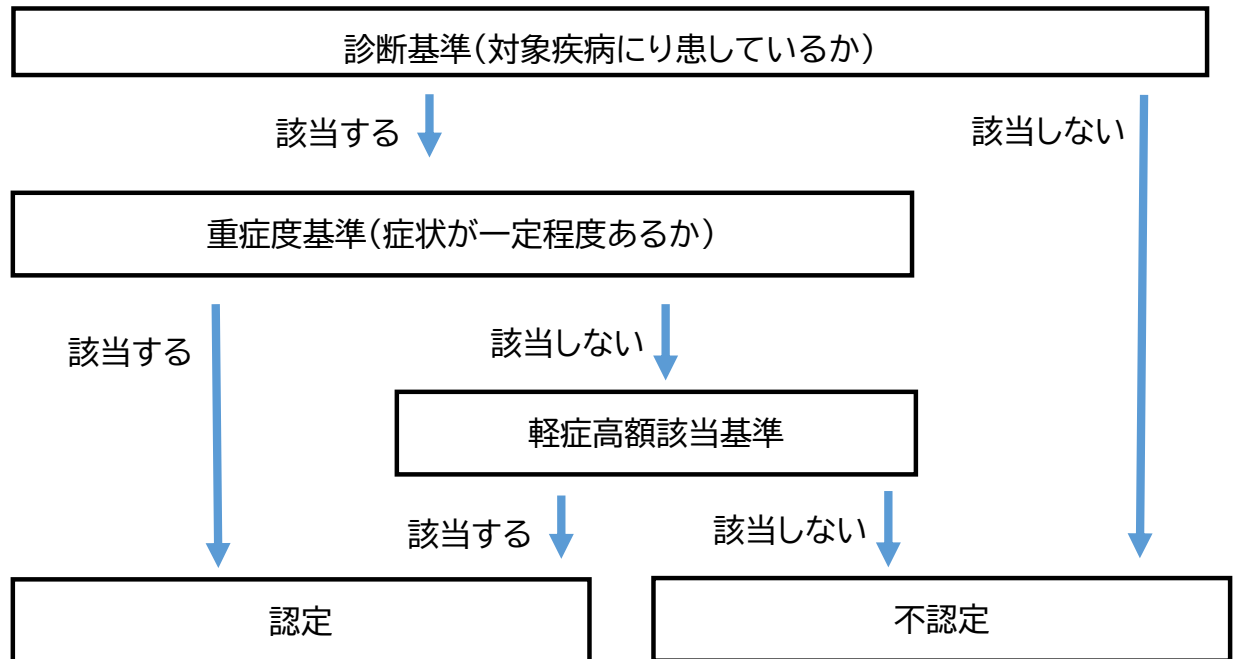 診断基準(対象疾病にり患しているか)
該当する
該当しない
重症度基準(症状が一定程度あるか)
該当する
該当しない
軽症高額該当基準
該当する
該当しない
認定
不認定